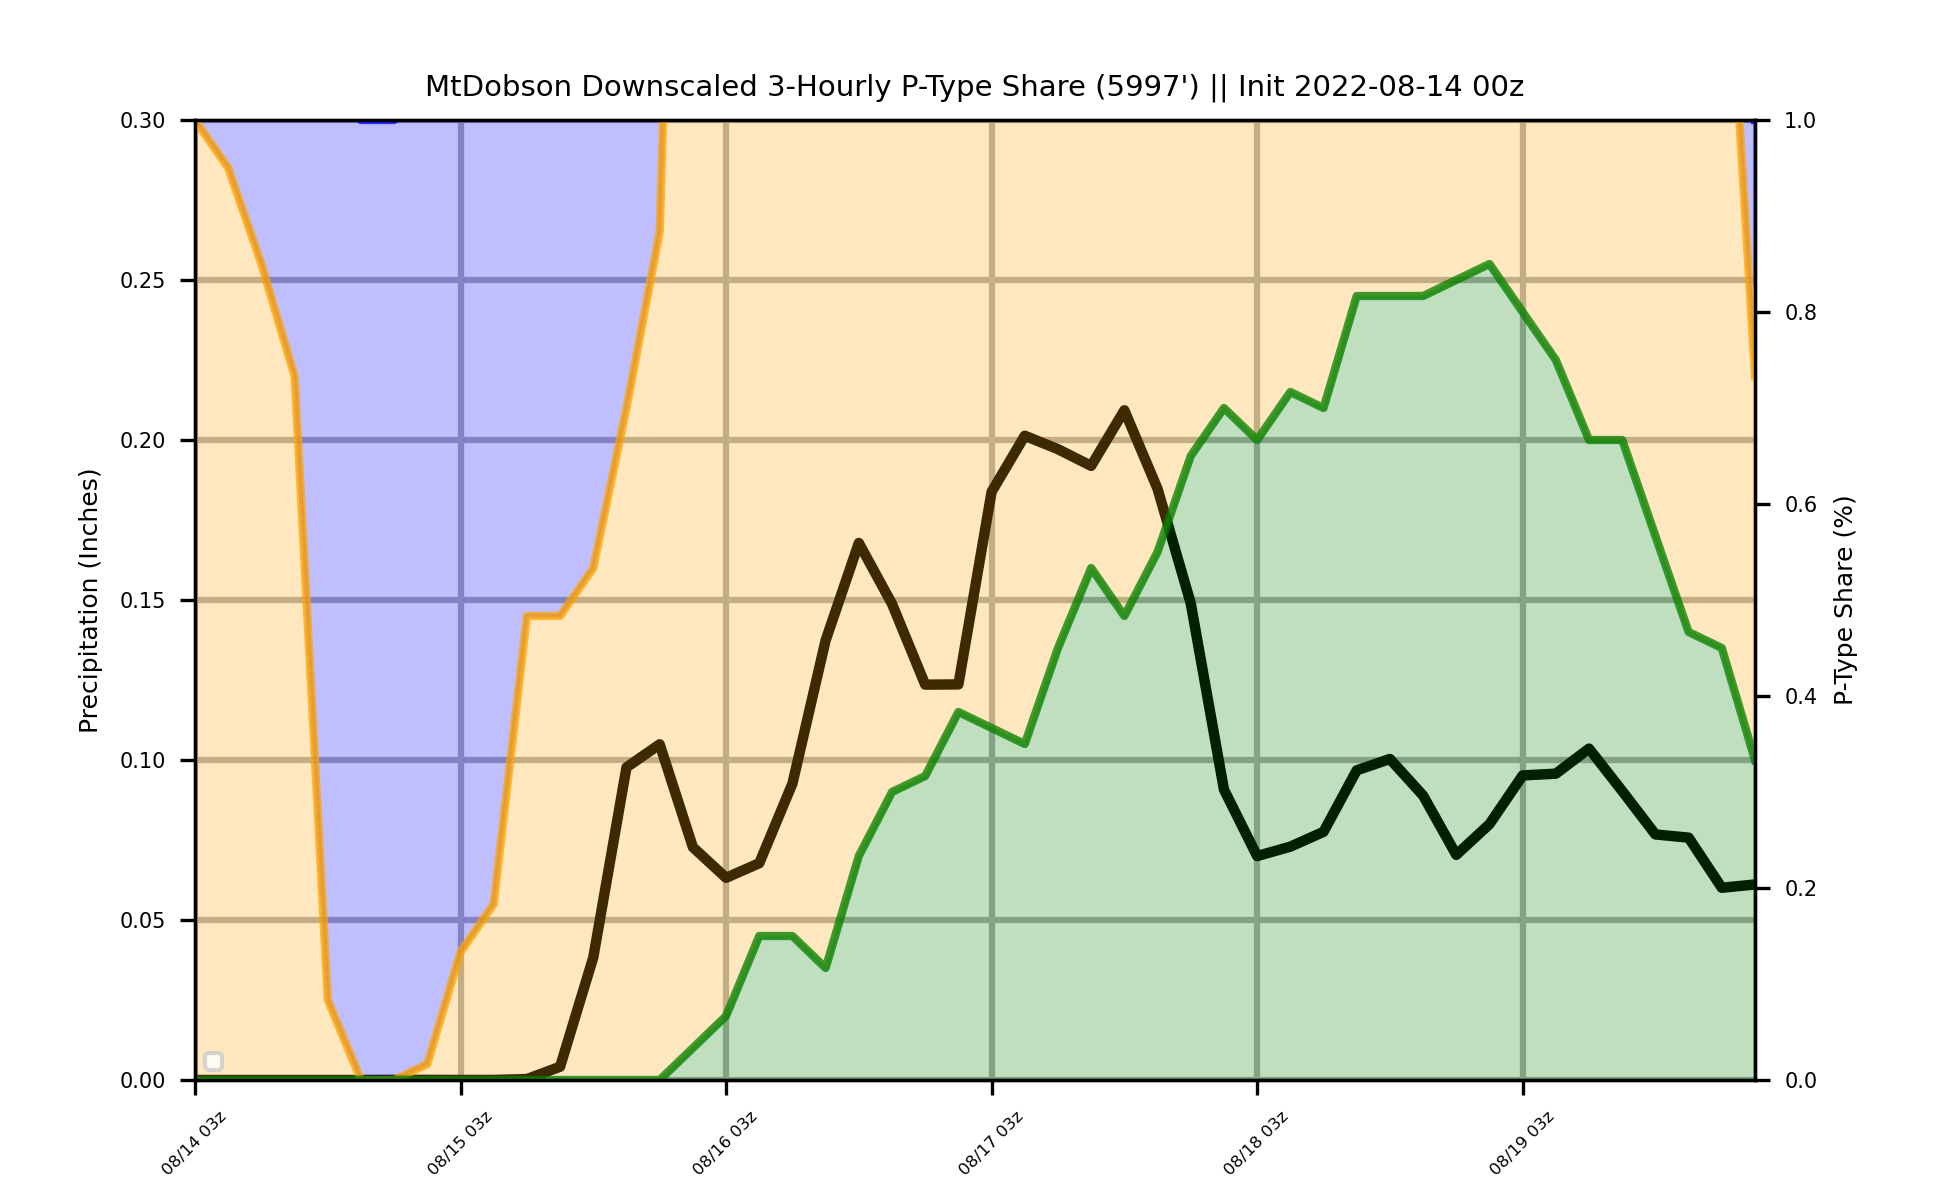 MtDobson Downscaled 3-Hourly P-Type Share (5997') || Init 2022-08-14 00z
0.30
0.25
0.20
0.15
0.10
0.05
0.00
Precipitation (Inches)
1.0
0.8
0.6
0.4
0.2
0.0
P-Type Share (%)
08/14 03z
08/15 03z
08/16 03z
08/17 03z
08/18 03z
08/19 03z